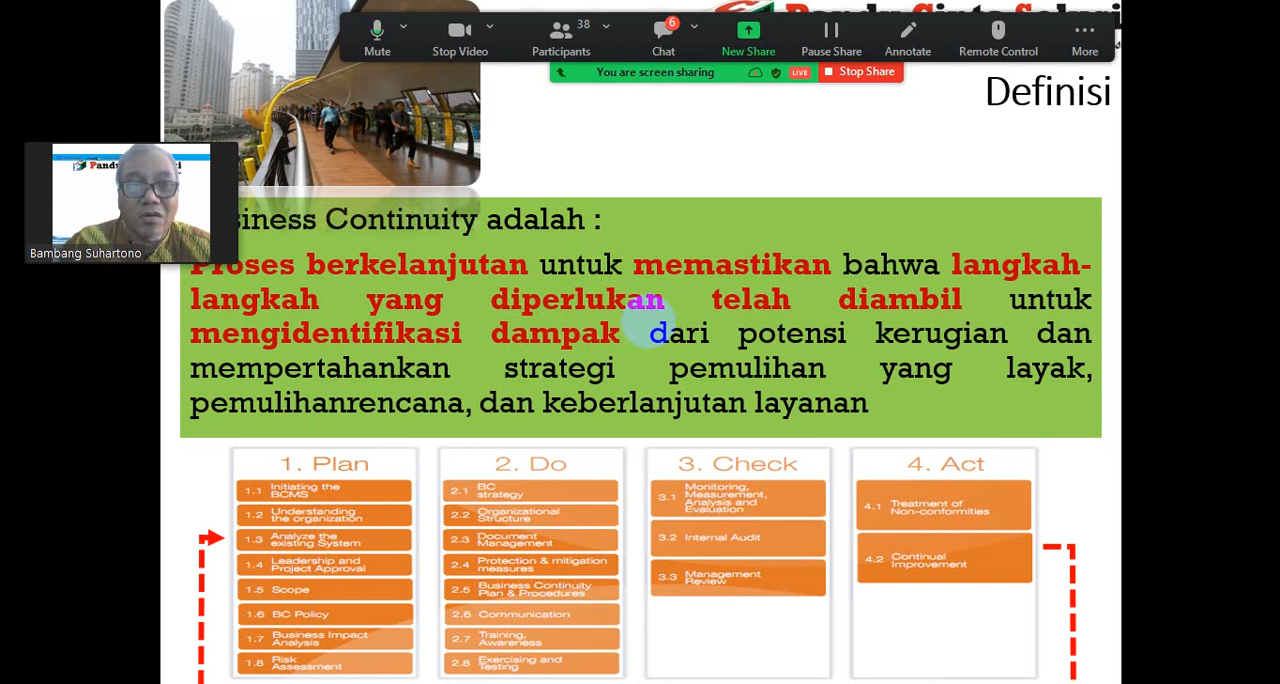 Mute
Stop Video
38
Participants
6
Chat
New Share
Pause Share
Annotate
Remote Control
More
You are screen sharing
LIVE
Stop Share
Definisi
Bambang Suhartono
Continuity adalah :
Proses berkelanjutan untuk memastikan bahwa langkah-
langkah yang diperlukan telah diambil untuk
mengidentifikasi dampak dari potensi kerugian dan
mempertahankan strategi pemulihan yang layak,
pemulihanrencana, dan keberlanjutan layanan
1. Plan
1.1 Initiating the
BCMS
1.2 Understanding
the organization
1.3 Analyze the
existing System
1.4 Leadership and
Project Approval
1.5 Scope
1.6 BC Policy
1.7 Business Impact
Analysis
1.8 Risk
Assessment
2. Do
2.1 BC
strategy
2.2 Organizational
Structure
2.3 Document
Management
2.4 Protection & mitigation
measures
2.5 Business Continuity
Plan & Procedures
2.6 Communication
2.7 Training,
Awareness
2.8 Exercising and
Testing
3. Check
3.1 Monitoring,
Measurement,
Analysis and
Evaluation
3.2 Internal Audit
3.3 Management
Review
4. Act
4.1 Treatment of
Non-conformities
4.2 Continual
Improvement